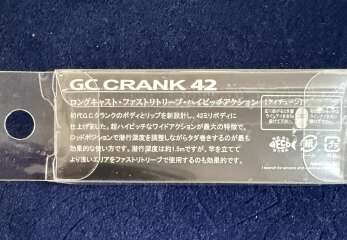 GC CRANK 42
ロングキャスト・ファストリトリーブ・ハイピッチアクション
初代GCクランクのボディとリップを新設計し、42ミリボディに
仕上げました。超ハイピッチなワイドアクションが最大の特徴で、
ロッドポジションで潜行深度を調整しながらタダ巻きするのが最も
効果的な使い方です。潜行深度は約1.5mですが、竿を立てて
より浅いエリアをファストリトリーブで使用するのも効果的です。